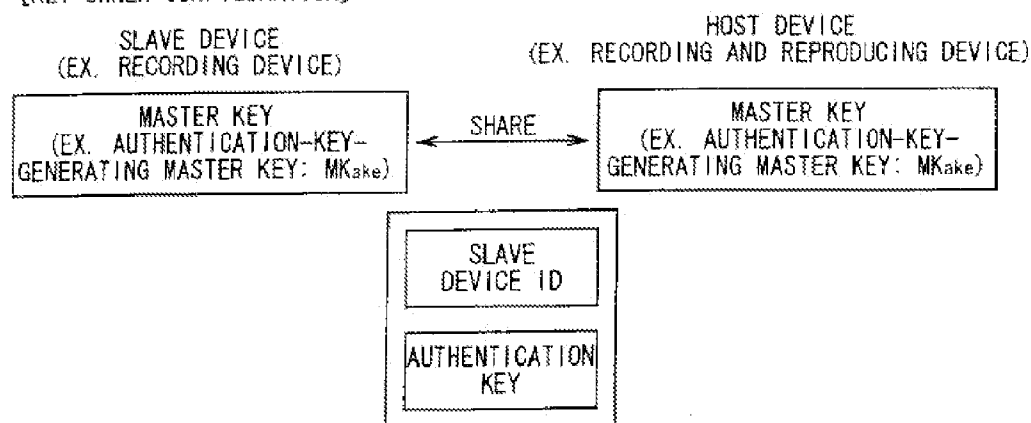 SLAVE DEVICE
(EX. RECORDING DEVICE)
HOST DEVICE
(EX. RECORDING AND REPRODUCING DEVICE)
MASTER KEY
(EX. AUTHENTICATION-KEY-
GENERATING MASTER KEY: MKake)
SHARE
MASTER KEY
(EX. AUTHENTICATION-KEY-
GENERATING MASTER KEY: MKake)
SLAVE
DEVICE ID
AUTHENTICATION
KEY